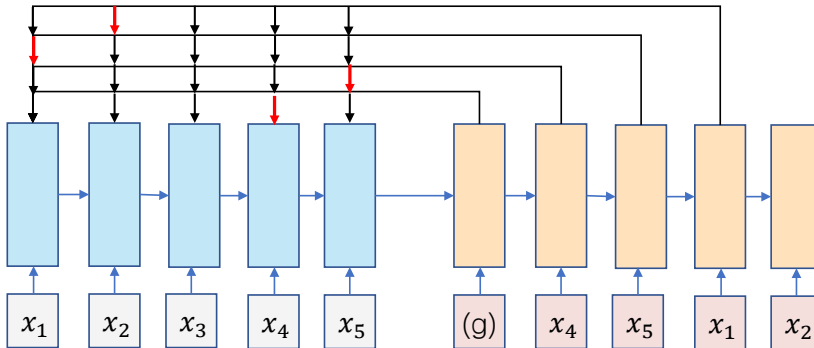 x₁ x₂ x₃ x₄ x₅ (g) x₄ x₅ x₁ x₂